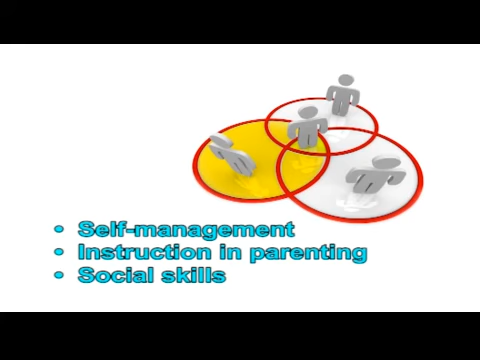 • Self-management
• Instruction in parenting
• Social skills